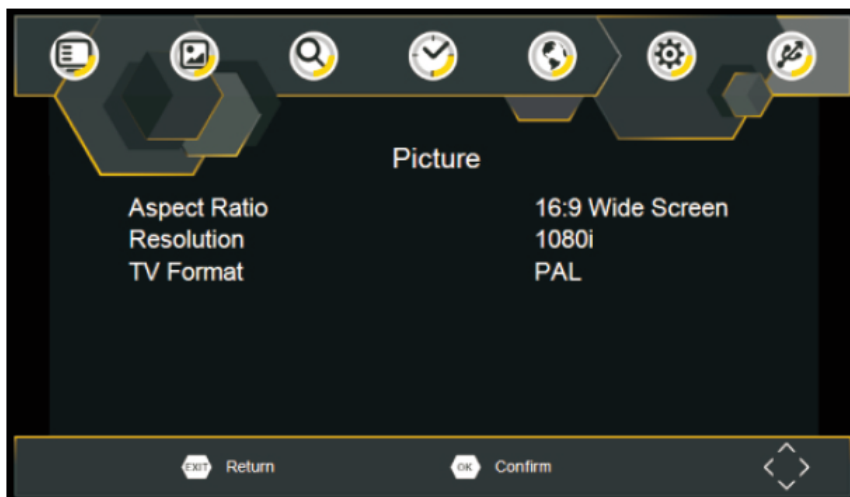 Picture
Aspect Ratio 16:9 Wide Screen
Resolution 1080i
TV Format PAL
EXIT Return OK Confirm